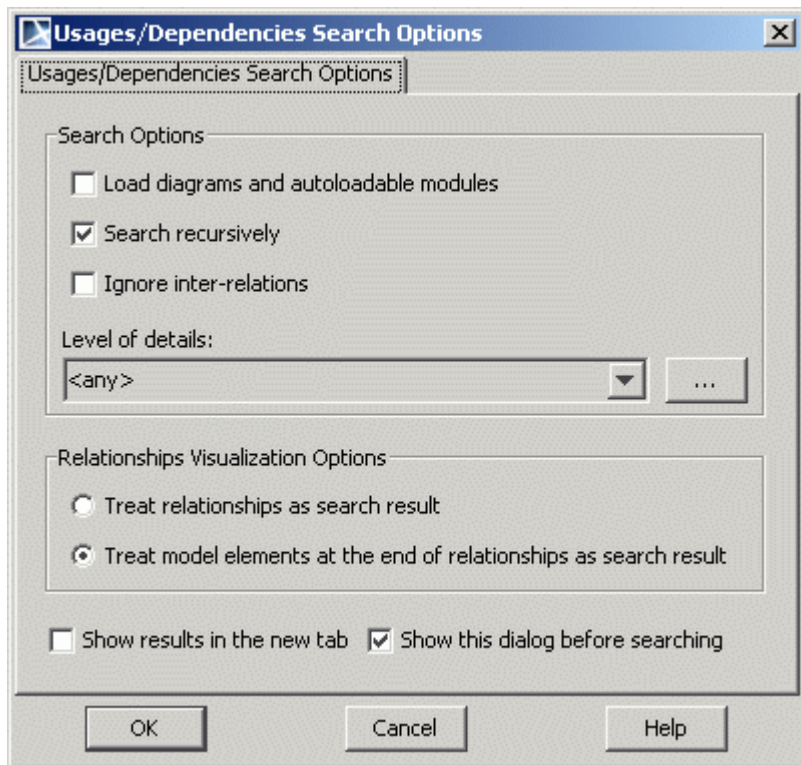 Usages/Dependencies Search Options
Usages/Dependencies Search Options
Search Options
Load diagrams and autoloadable modules
Search recursively
Ignore inter-relations
Level of details:
<any>
...
Relationships Visualization Options
Treat relationships as search result
Treat model elements at the end of relationships as search result
Show results in the new tab Show this dialog before searching
OK Cancel Help